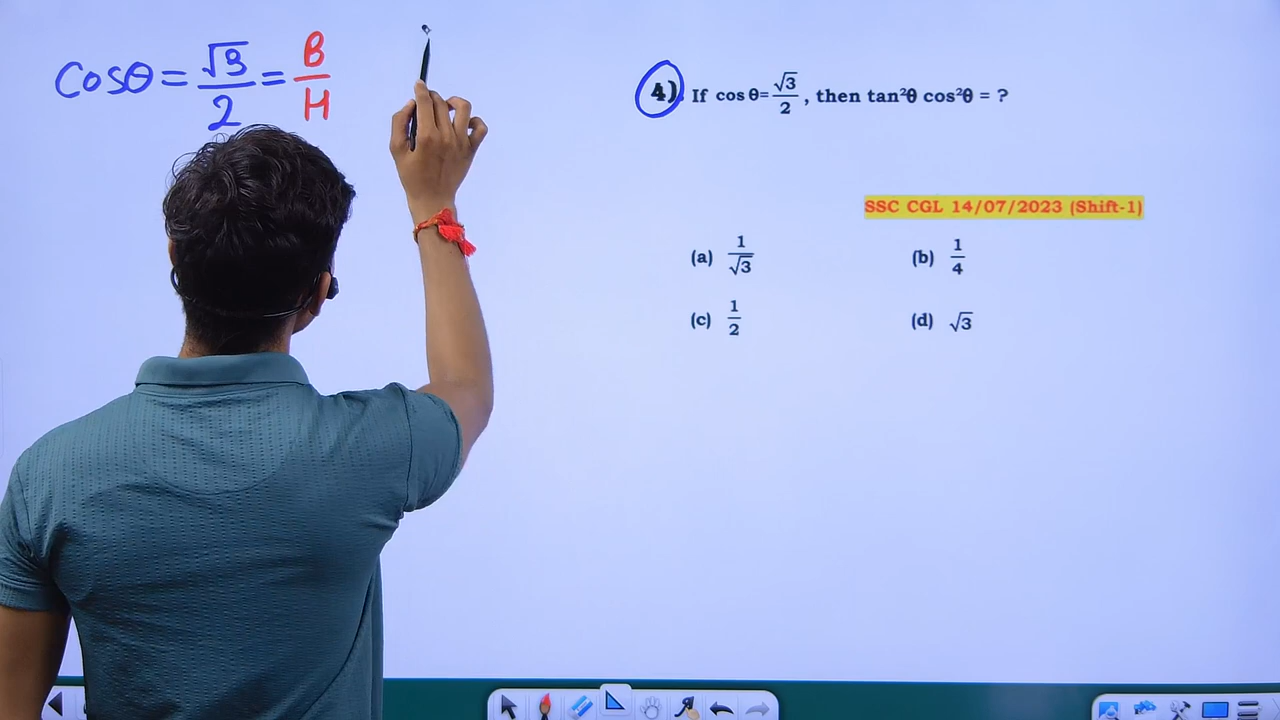 Cosθ = √3/2 = B/H
4). If cos θ = √3/2 , then tan²θ cos²θ = ?
SSC CGL 14/07/2023 (Shift-1)
(a) 1/√3 (b) 1/4
(c) 1/2 (d) √3